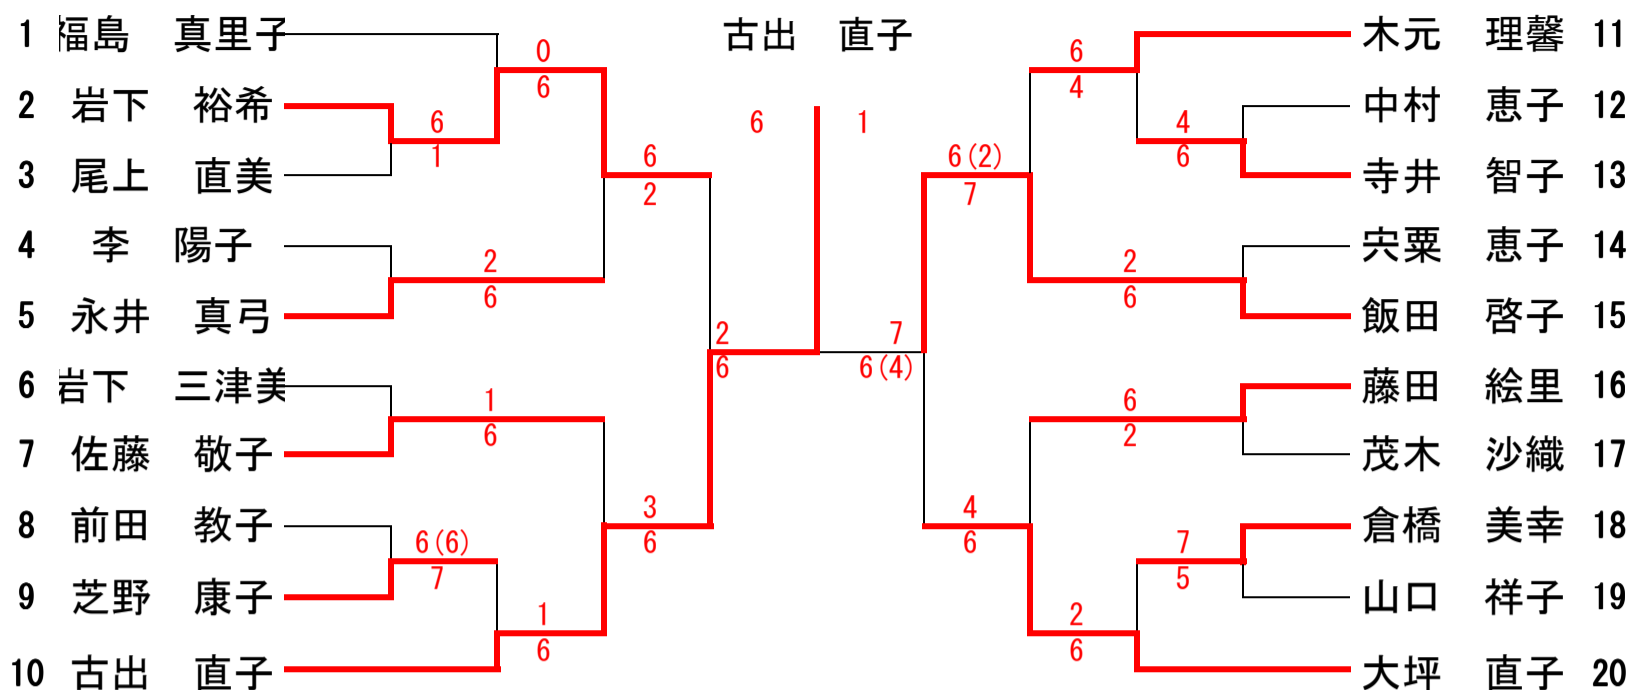 1 福島 真里子
2 岩下 裕希
3 尾上 直美
4 李 陽子
5 永井 真弓
6 岩下 三津美
7 佐藤 敬子
8 前田 教子
9 芝野 康子
10 古出 直子
0
6
6
1
6
2
2
6
2
6
1
6
3
6
6(6)
7
1
6
古出 直子
6 1
7
6(4)
6
4
4
6
6(2)
7
2
6
6
2
4
6
7
5
2
6
木元 理馨 11
中村 恵子 12
寺井 智子 13
宍粟 恵子 14
飯田 啓子 15
藤田 絵里 16
茂木 沙織 17
倉橋 美幸 18
山口 祥子 19
大坪 直子 20